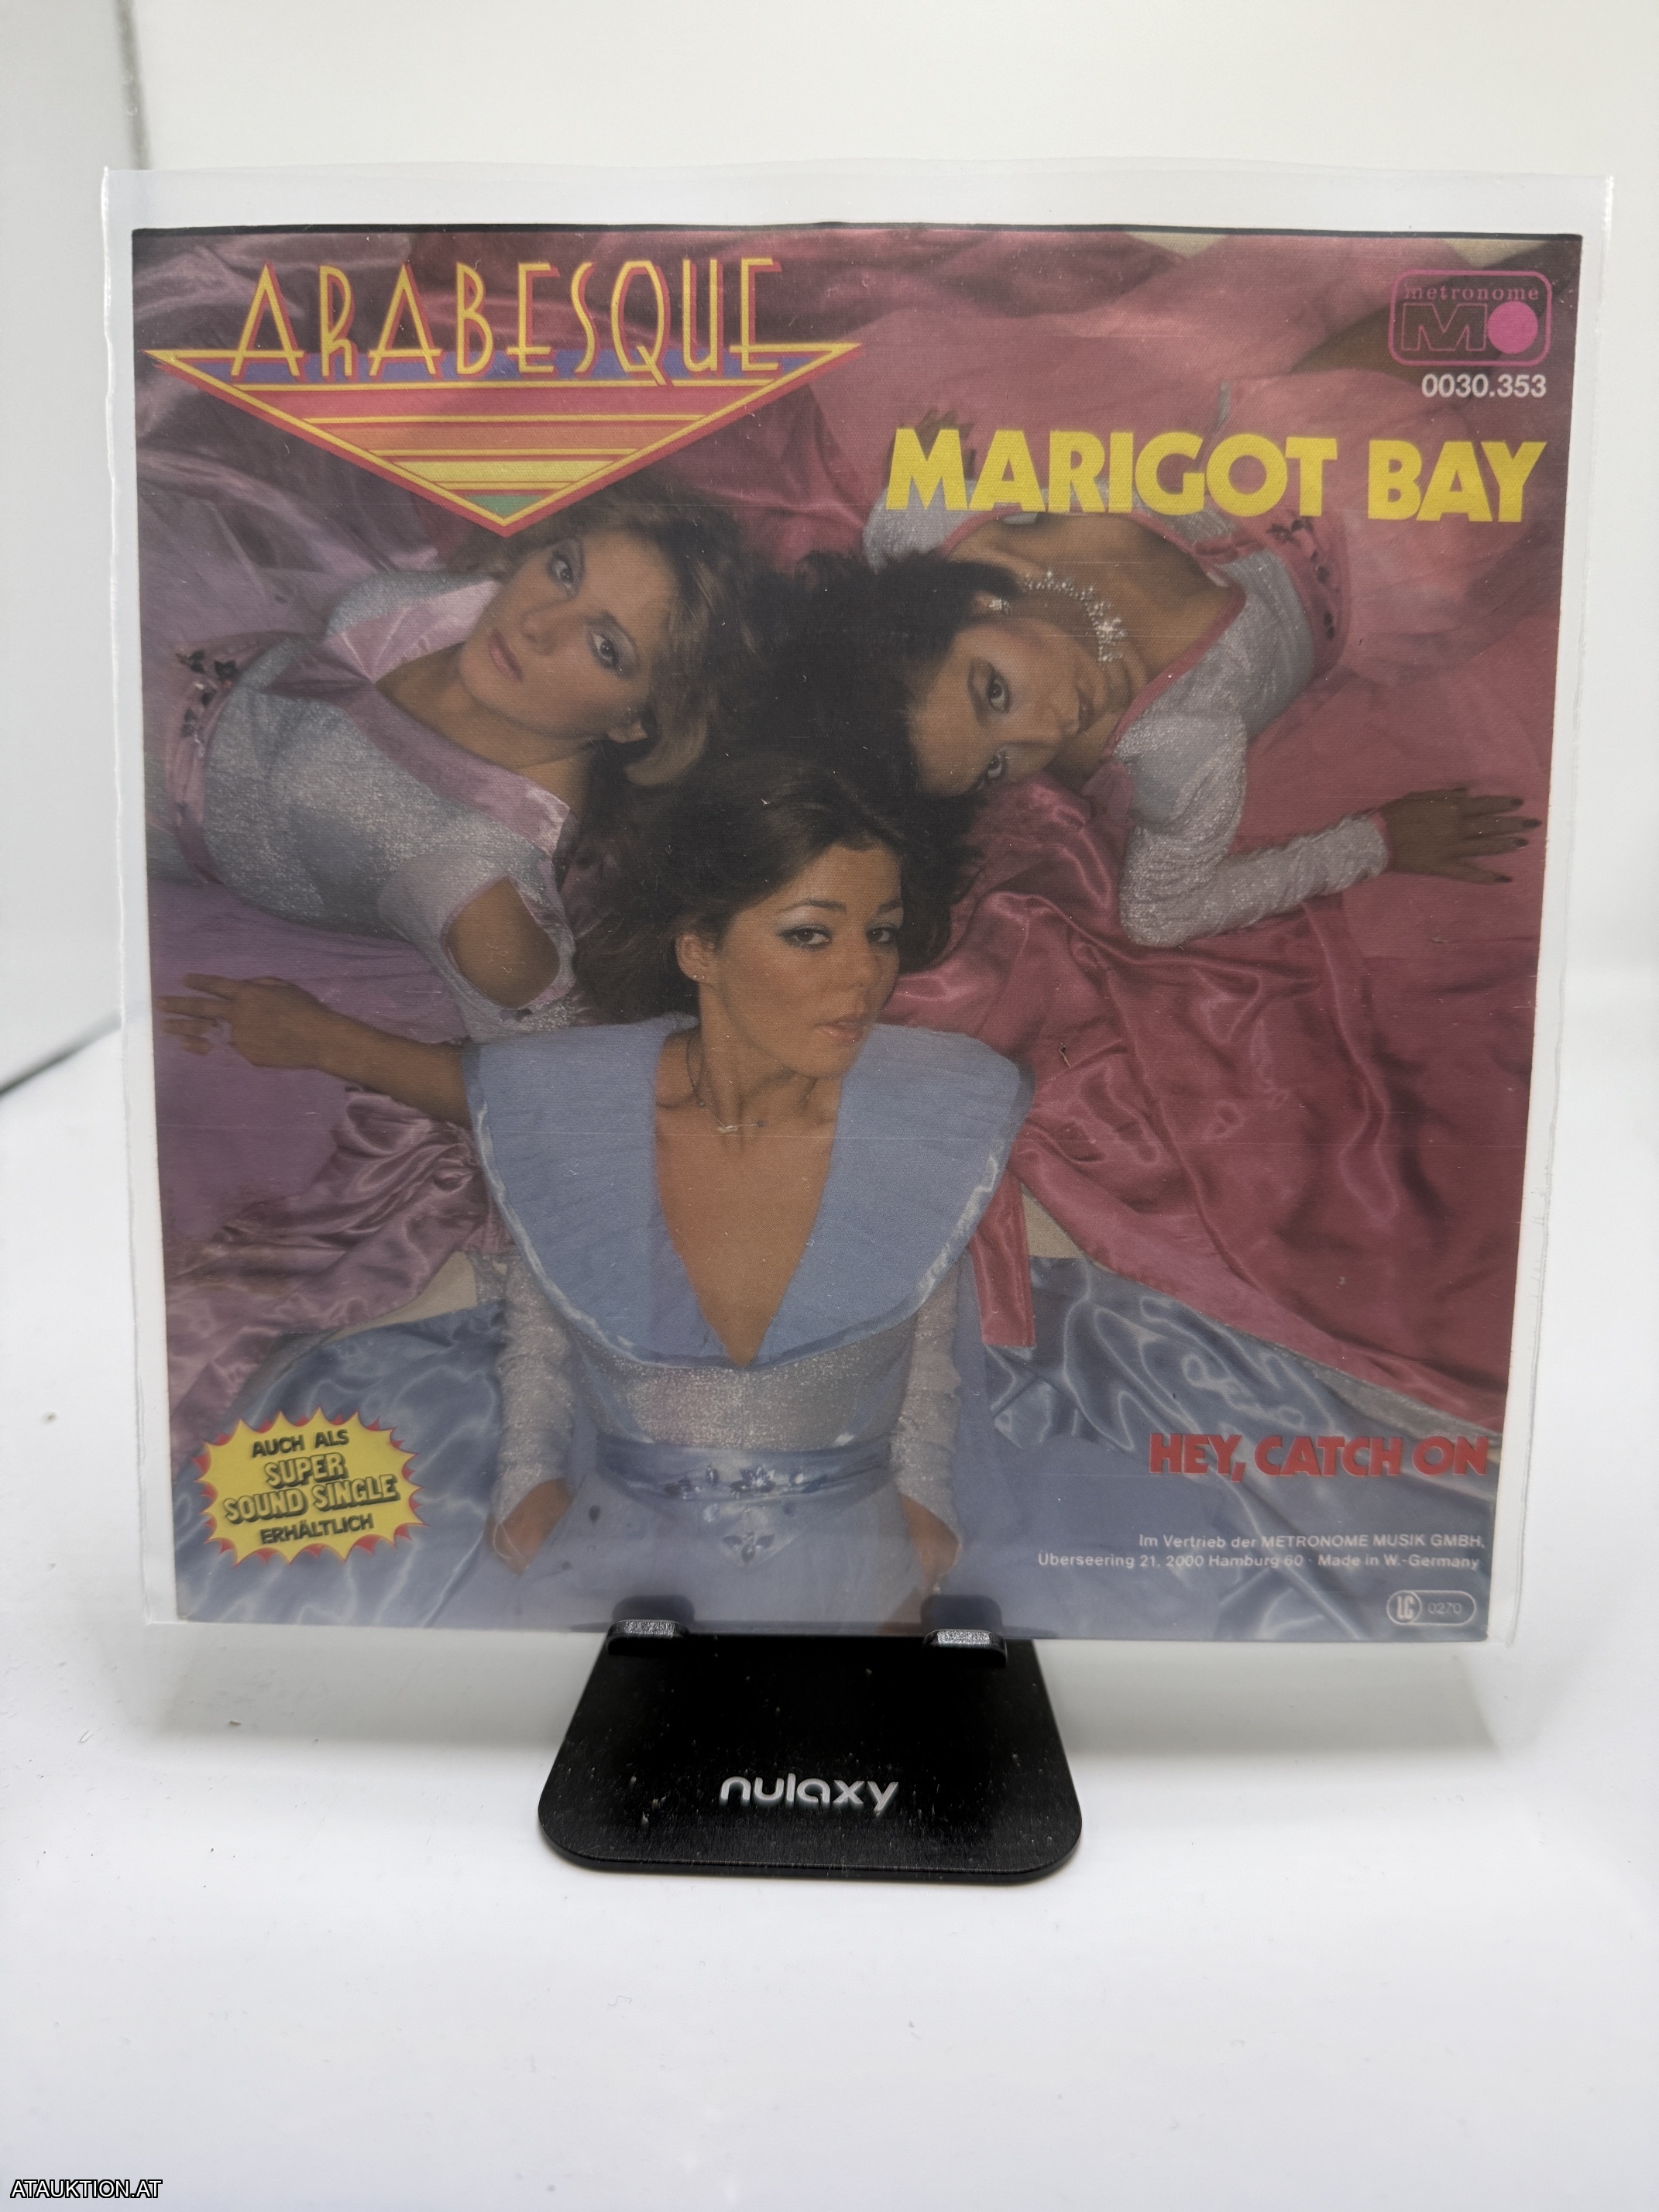 ARABESQUE
metronome
M
0030.353
MARIGOT BAY
AUCH ALS
SUPER
SOUND SINGLE
ERHÄLTLICH
HEY, CATCH ON
Im Vertrieb der METRONOME MUSIK GMBH,
Überseering 21, 2000 Hamburg 60 · Made in W.-Germany
LC 0270
nulaxy
ATAUKTION.AT